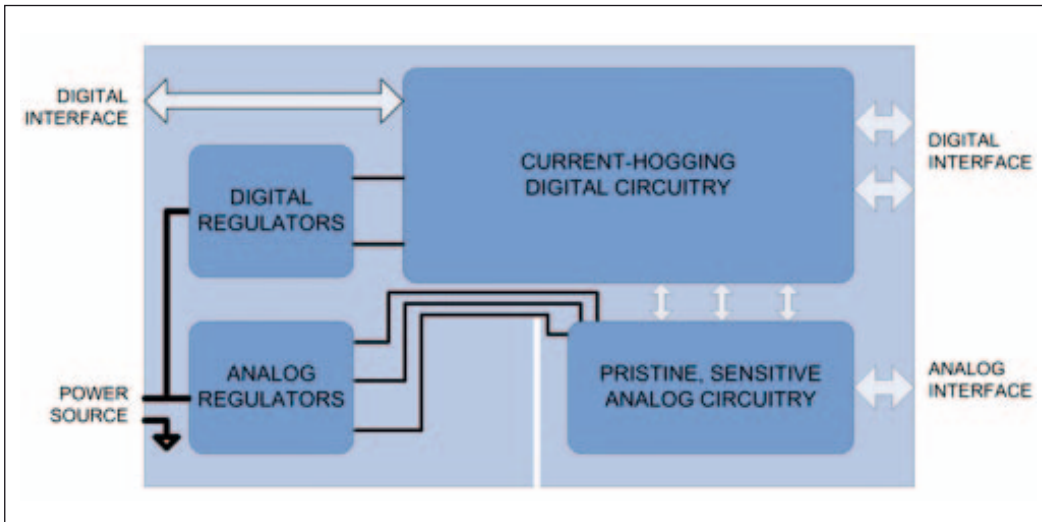 DIGITAL
INTERFACE
CURRENT-HOGGING
DIGITAL CIRCUITRY
DIGITAL
INTERFACE
DIGITAL
REGULATORS
ANALOG
REGULATORS
PRISTINE, SENSITIVE
ANALOG CIRCUITRY
ANALOG
INTERFACE
POWER
SOURCE